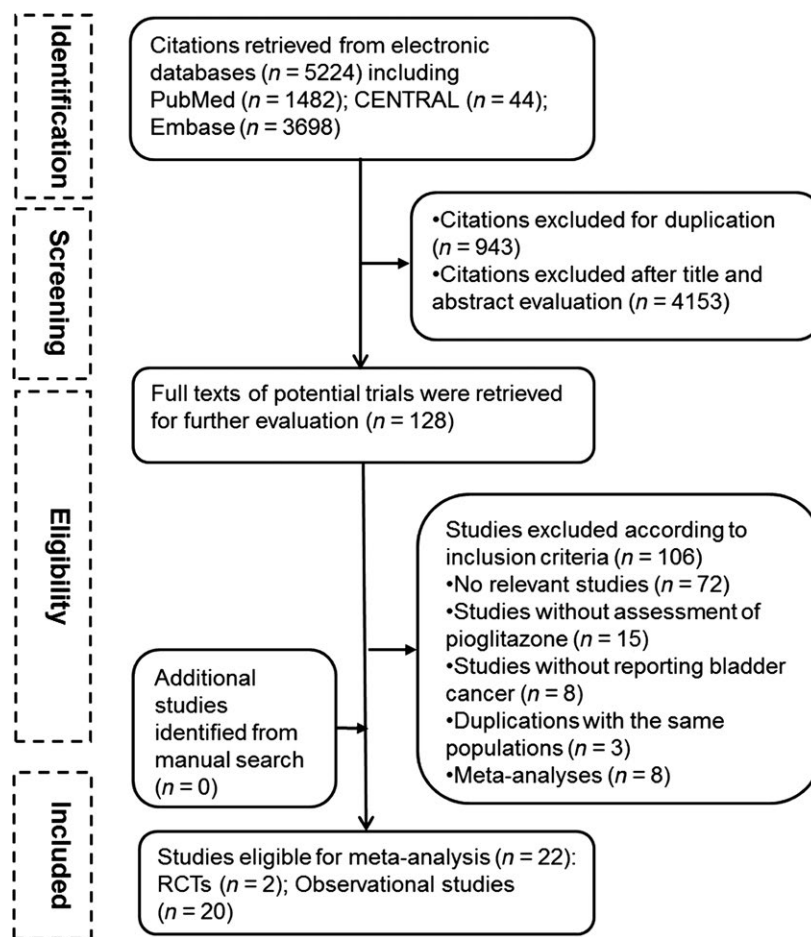 Identification
Citations retrieved from electronic
databases (n = 5224) including
PubMed (n = 1482); CENTRAL (n = 44);
Embase (n = 3698)
Screening
•Citations excluded for duplication
(n = 943)
•Citations excluded after title and
abstract evaluation (n = 4153)
Full texts of potential trials were retrieved
for further evaluation (n = 128)
Eligibility
Studies excluded according to
inclusion criteria (n = 106)
•No relevant studies (n = 72)
•Studies without assessment of
pioglitazone (n = 15)
•Studies without reporting bladder
cancer (n = 8)
•Duplications with the same
populations (n = 3)
•Meta-analyses (n = 8)
Additional
studies
identified from
manual search
(n = 0)
Included
Studies eligible for meta-analysis (n = 22):
RCTs (n = 2); Observational studies
(n = 20)